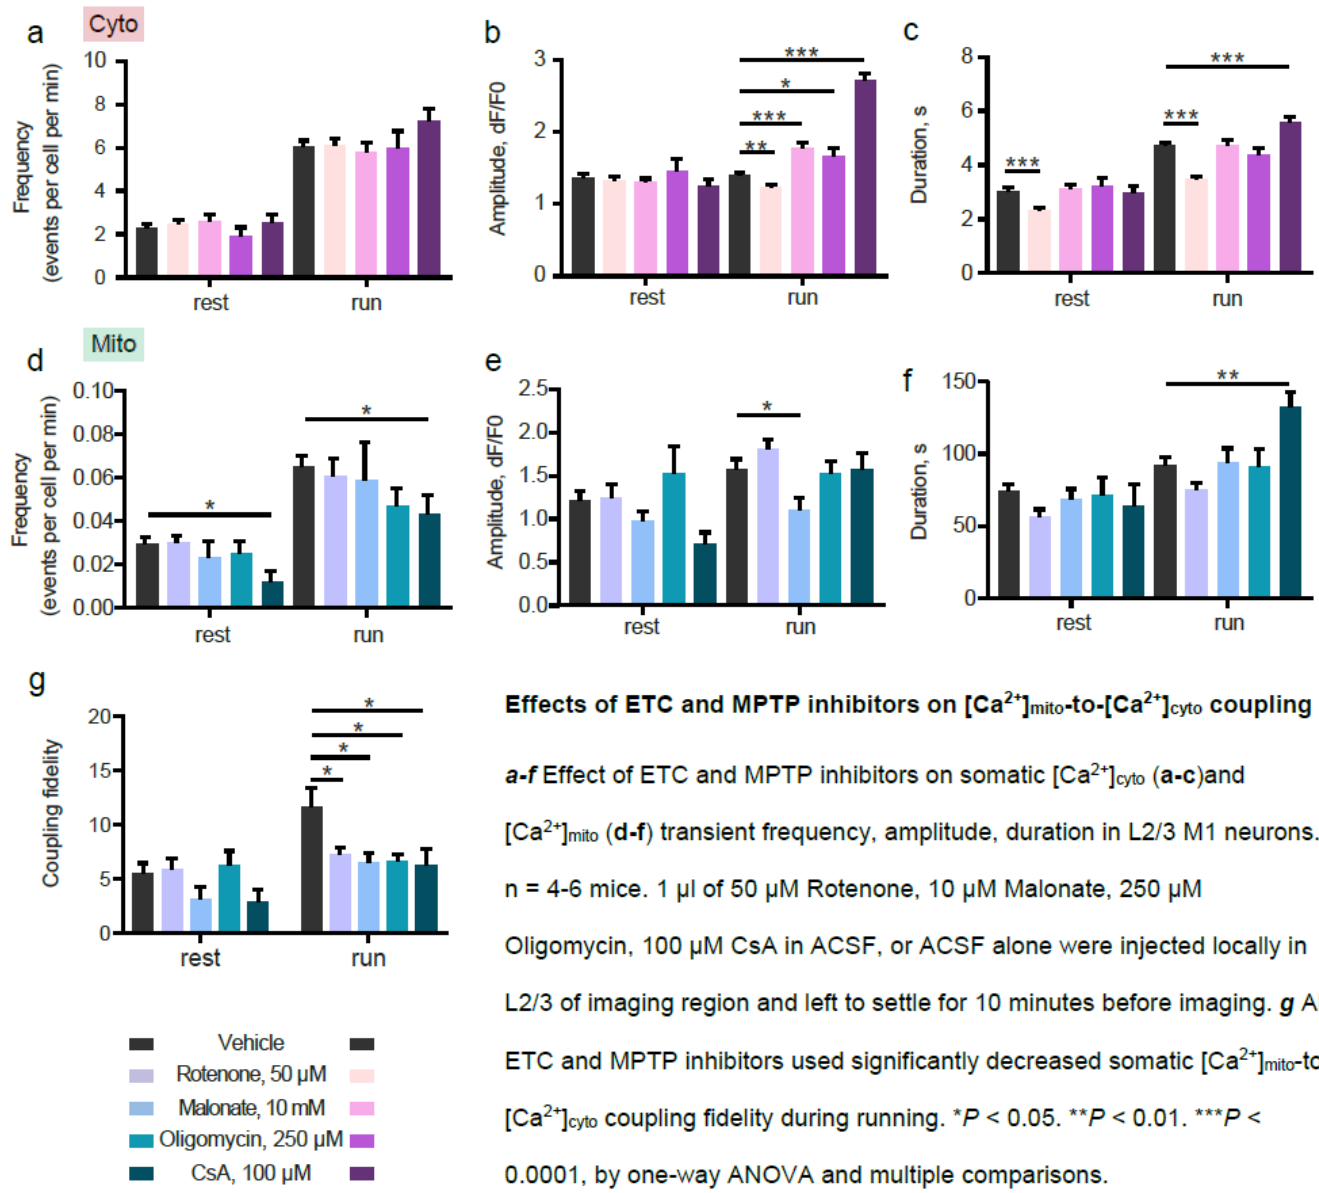 a
Cyto
Frequency
(events per cell per min)
10
8
6
4
2
0
rest
run
b
Amplitude, dF/F0
3
2
1
0
**
***
*
***
rest
run
c
Duration, s
8
6
4
2
0
***
***
***
rest
run
Mito
d
Frequency
(events per cell per min)
0.10
0.08
0.06
0.04
0.02
0.00
*
*
rest
run
e
Amplitude, dF/F0
2.5
2.0
1.5
1.0
0.5
0.0
*
rest
run
f
Duration, s
150
100
50
0
**
rest
run
g
Coupling fidelity
20
15
10
5
0
*
*
*
*
rest
run
Vehicle
Rotenone, 50 µM
Malonate, 10 mM
Oligomycin, 250 µM
CsA, 100 µM
Effects of ETC and MPTP inhibitors on [Ca²⁺]mito-to-[Ca²⁺]cyto coupling
a-f Effect of ETC and MPTP inhibitors on somatic [Ca²⁺]cyto (a-c)and
[Ca²⁺]mito (d-f) transient frequency, amplitude, duration in L2/3 M1 neurons.
n = 4-6 mice. 1 µl of 50 µM Rotenone, 10 µM Malonate, 250 µM
Oligomycin, 100 µM CsA in ACSF, or ACSF alone were injected locally in
L2/3 of imaging region and left to settle for 10 minutes before imaging. g A
ETC and MPTP inhibitors used significantly decreased somatic [Ca²⁺]mito-to
[Ca²⁺]cyto coupling fidelity during running. *P < 0.05. **P < 0.01. ***P <
0.0001, by one-way ANOVA and multiple comparisons.